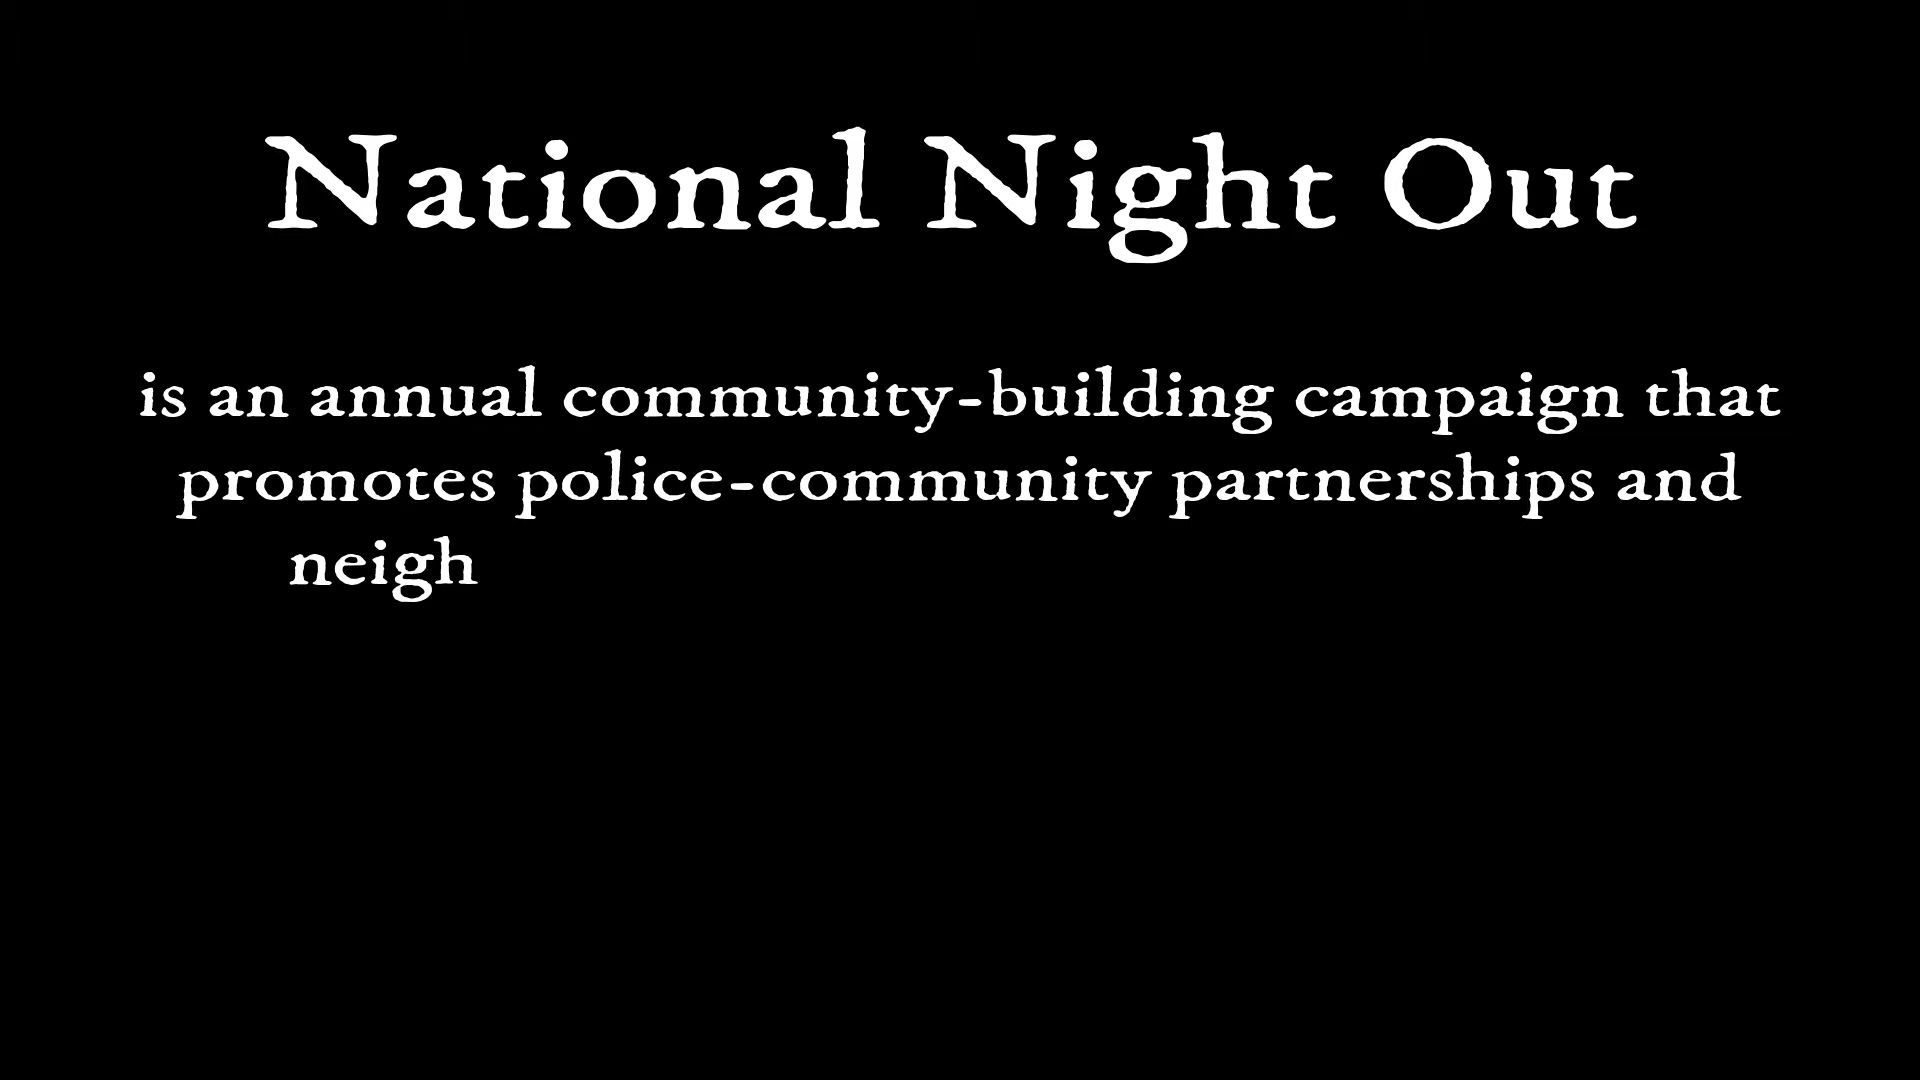 National Night Out
is an annual community-building campaign that
promotes police-community partnerships and
neigh